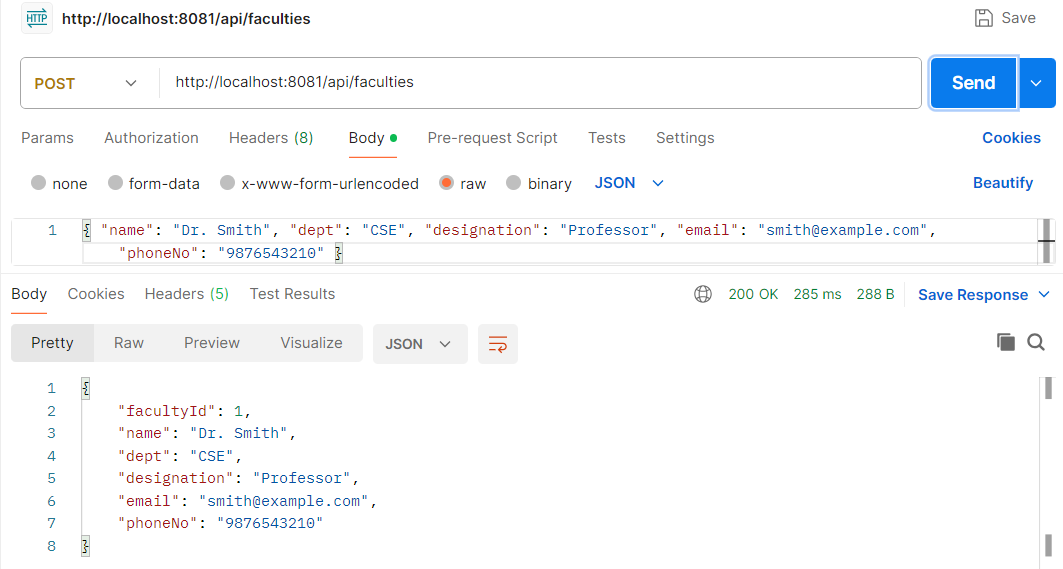 HTTP http://localhost:8081/api/faculties Save
POST http://localhost:8081/api/faculties Send
Params Authorization Headers (8) Body Pre-request Script Tests Settings Cookies
none form-data x-www-form-urlencoded raw binary JSON Beautify
1 { "name": "Dr. Smith", "dept": "CSE", "designation": "Professor", "email": "smith@example.com",
"phoneNo": "9876543210" }
Body Cookies Headers (5) Test Results 200 OK 285 ms 288 B Save Response
Pretty Raw Preview Visualize JSON
1 {
2 "facultyId": 1,
3 "name": "Dr. Smith",
4 "dept": "CSE",
5 "designation": "Professor",
6 "email": "smith@example.com",
7 "phoneNo": "9876543210"
8 }